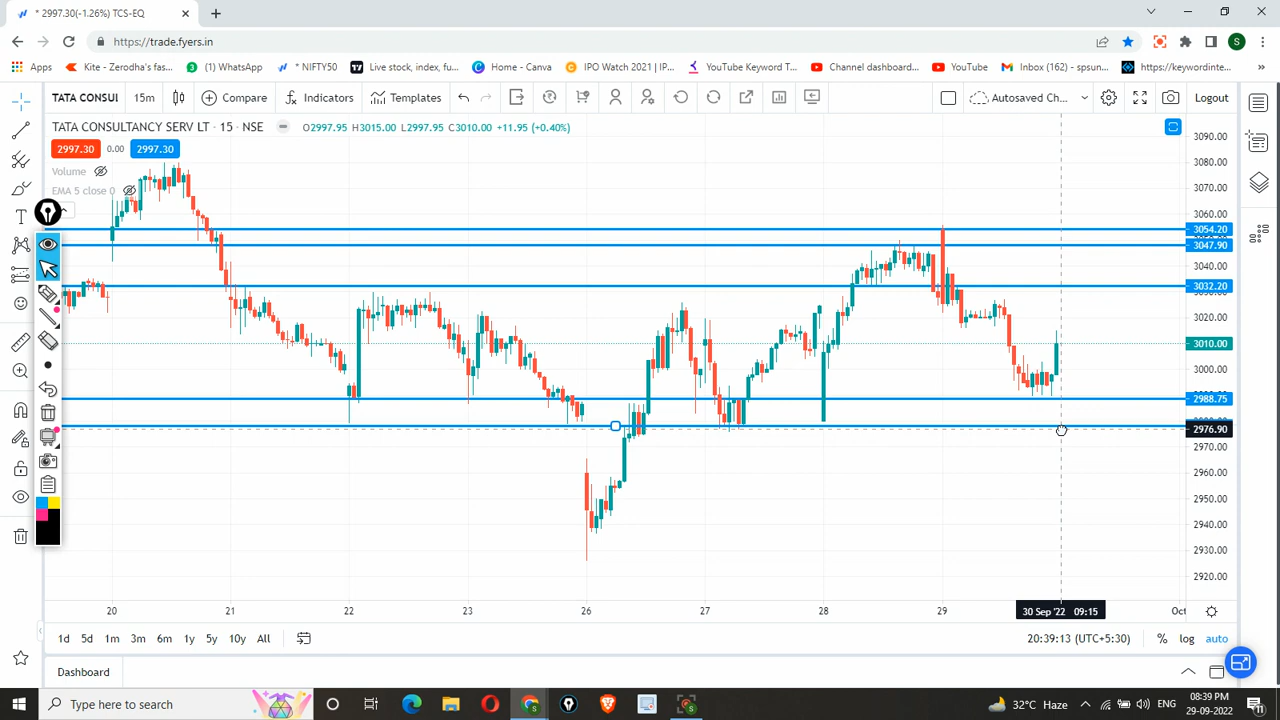 * 2997.30(-1.26%) TCS-EQ
https://trade.fyers.in
S
Apps
Kite - Zerodha's fas...
(1) WhatsApp
* NIFTY50
Live stock, index, fu...
Home - Canva
IPO Watch 2021 | IP...
YouTube Keyword T...
Channel dashboard...
YouTube
Inbox (162) - spsun...
https://keywordinte...
»
TATA CONSUI
15m
Compare
Indicators
Templates
Autosaved Ch...
Logout
TATA CONSULTANCY SERV LT · 15 · NSE
O2997.95 H3015.00 L2997.95 C3010.00 +11.95 (+0.40%)
2997.30
0.00
2997.30
Volume
EMA 5 close 0
3090.00
3080.00
3070.00
3060.00
3054.20
3047.90
3040.00
3032.20
3020.00
3010.00
3000.00
2988.75
2976.90
2970.00
2960.00
2950.00
2940.00
2930.00
2920.00
20
21
22
23
26
27
28
29
30 Sep '22 09:15
Oct
1d
5d
1m
3m
6m
1y
5y
10y
All
20:39:13 (UTC+5:30)
%
log
auto
Dashboard
Type here to search
32°C Haze
ENG
08:39 PM
29-09-2022